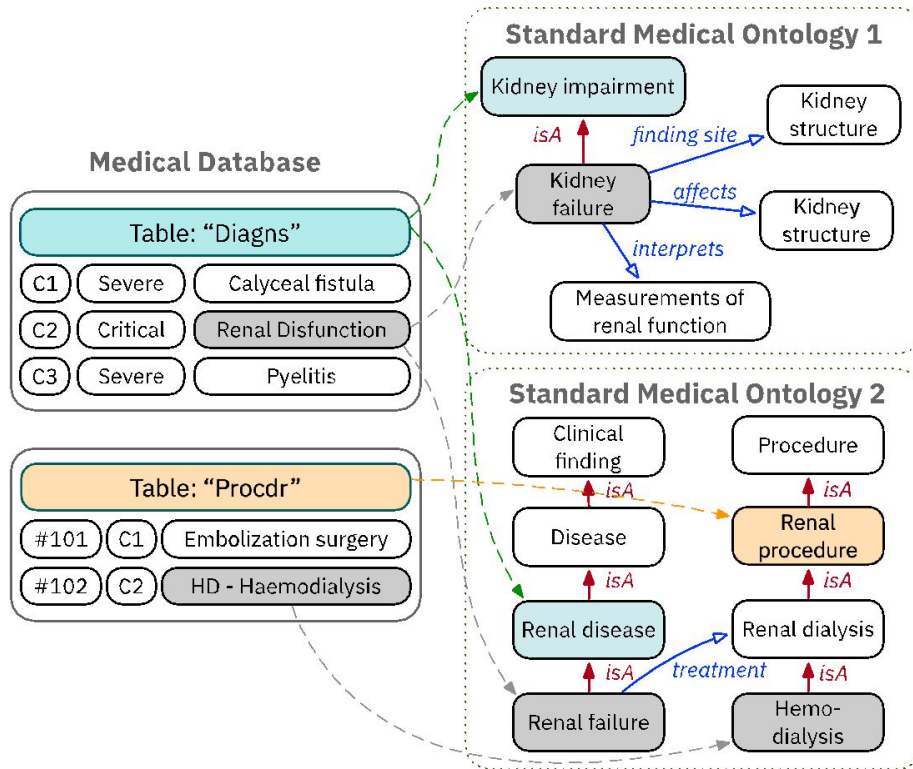 Medical Database
Table: “Diagns”
C1 Severe Calyceal fistula
C2 Critical Renal Disfunction
C3 Severe Pyelitis
Table: “Procdr”
#101 C1 Embolization surgery
#102 C2 HD - Haemodialysis
Standard Medical Ontology 1
Kidney impairment
isA
finding site
Kidney
structure
Kidney
failure
affects
Kidney
structure
interprets
Measurements of
renal function
Standard Medical Ontology 2
Clinical
finding
Procedure
isA
isA
Disease
Renal
procedure
isA
isA
Renal disease
Renal dialysis
isA
treatment
isA
Renal failure
Hemo-
dialysis